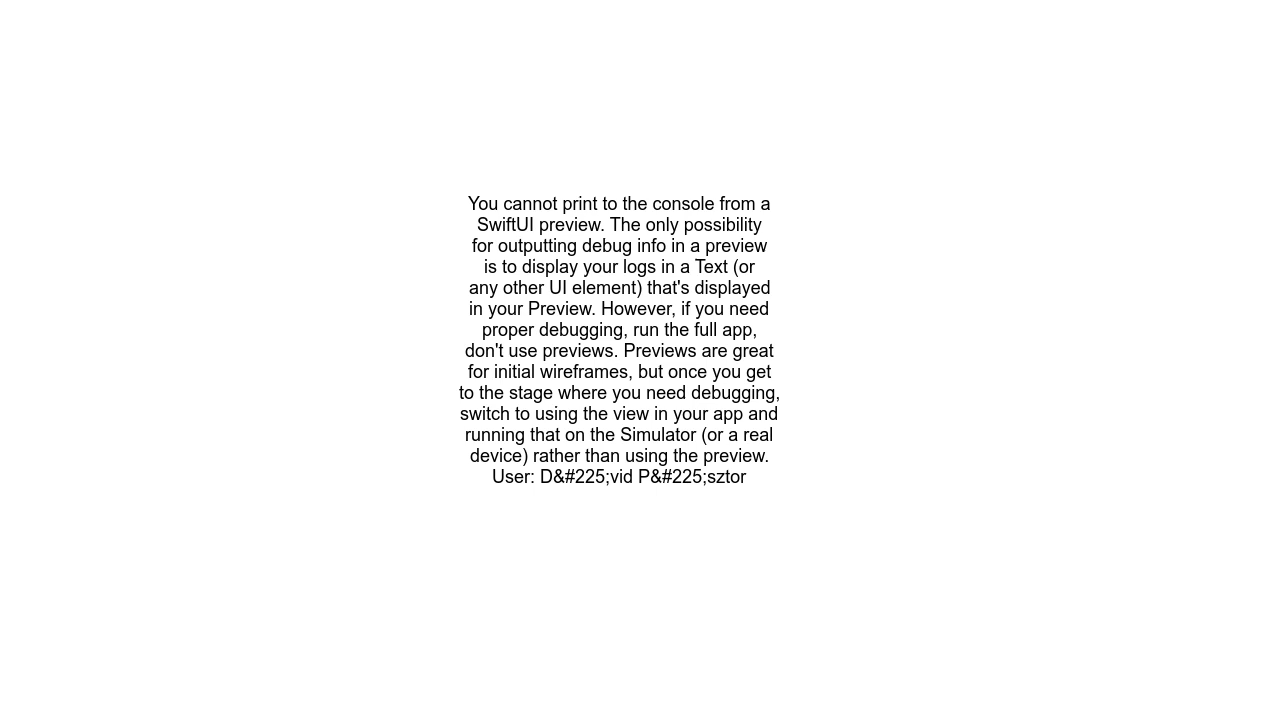 You cannot print to the console from a
SwiftUI preview. The only possibility
for outputting debug info in a preview
is to display your logs in a Text (or
any other UI element) that's displayed
in your Preview. However, if you need
proper debugging, run the full app,
don't use previews. Previews are great
for initial wireframes, but once you get
to the stage where you need debugging,
switch to using the view in your app and
running that on the Simulator (or a real
device) rather than using the preview.
User: D&#225;vid P&#225;sztor